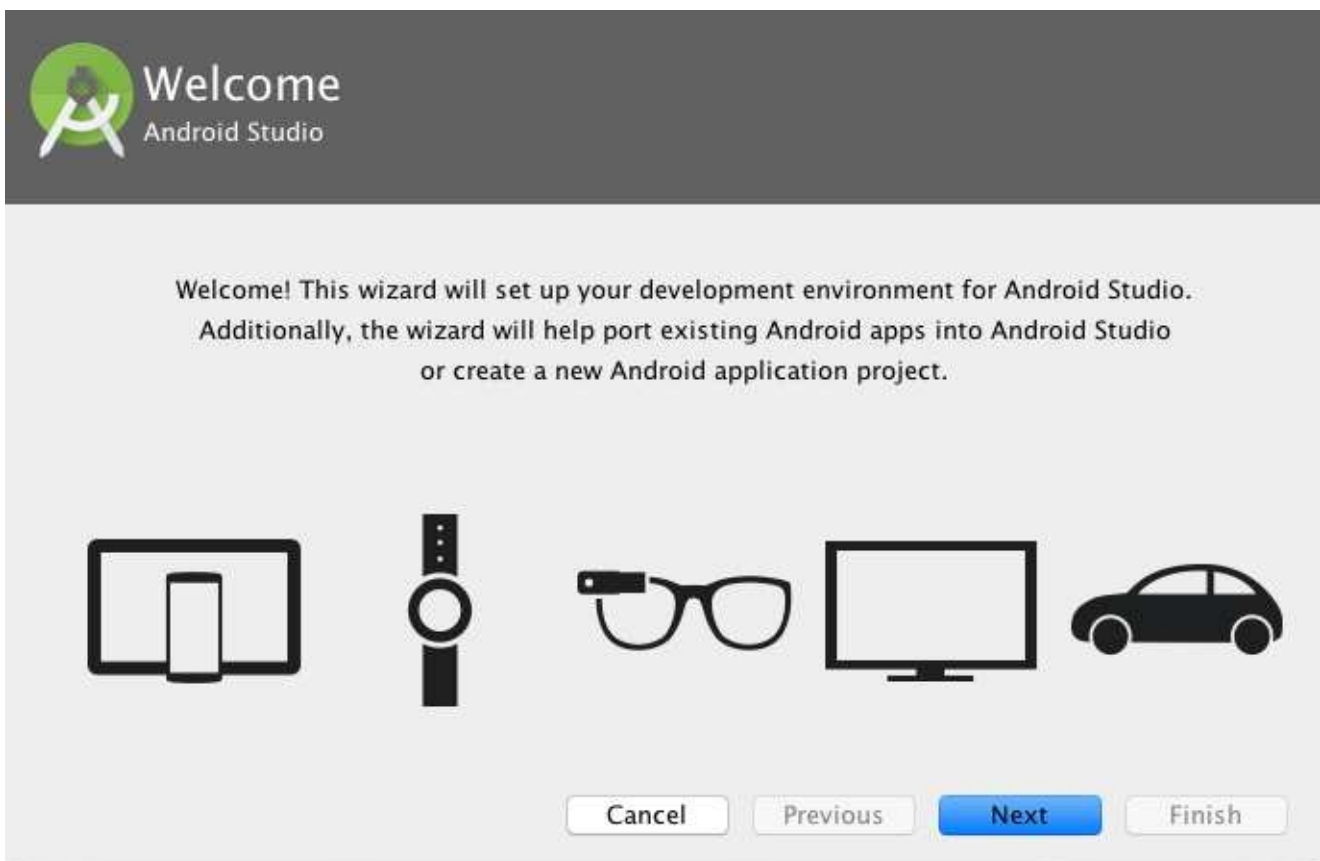 Welcome
Android Studio
Welcome! This wizard will set up your development environment for Android Studio.
Additionally, the wizard will help port existing Android apps into Android Studio
or create a new Android application project.
Cancel Previous Next Finish